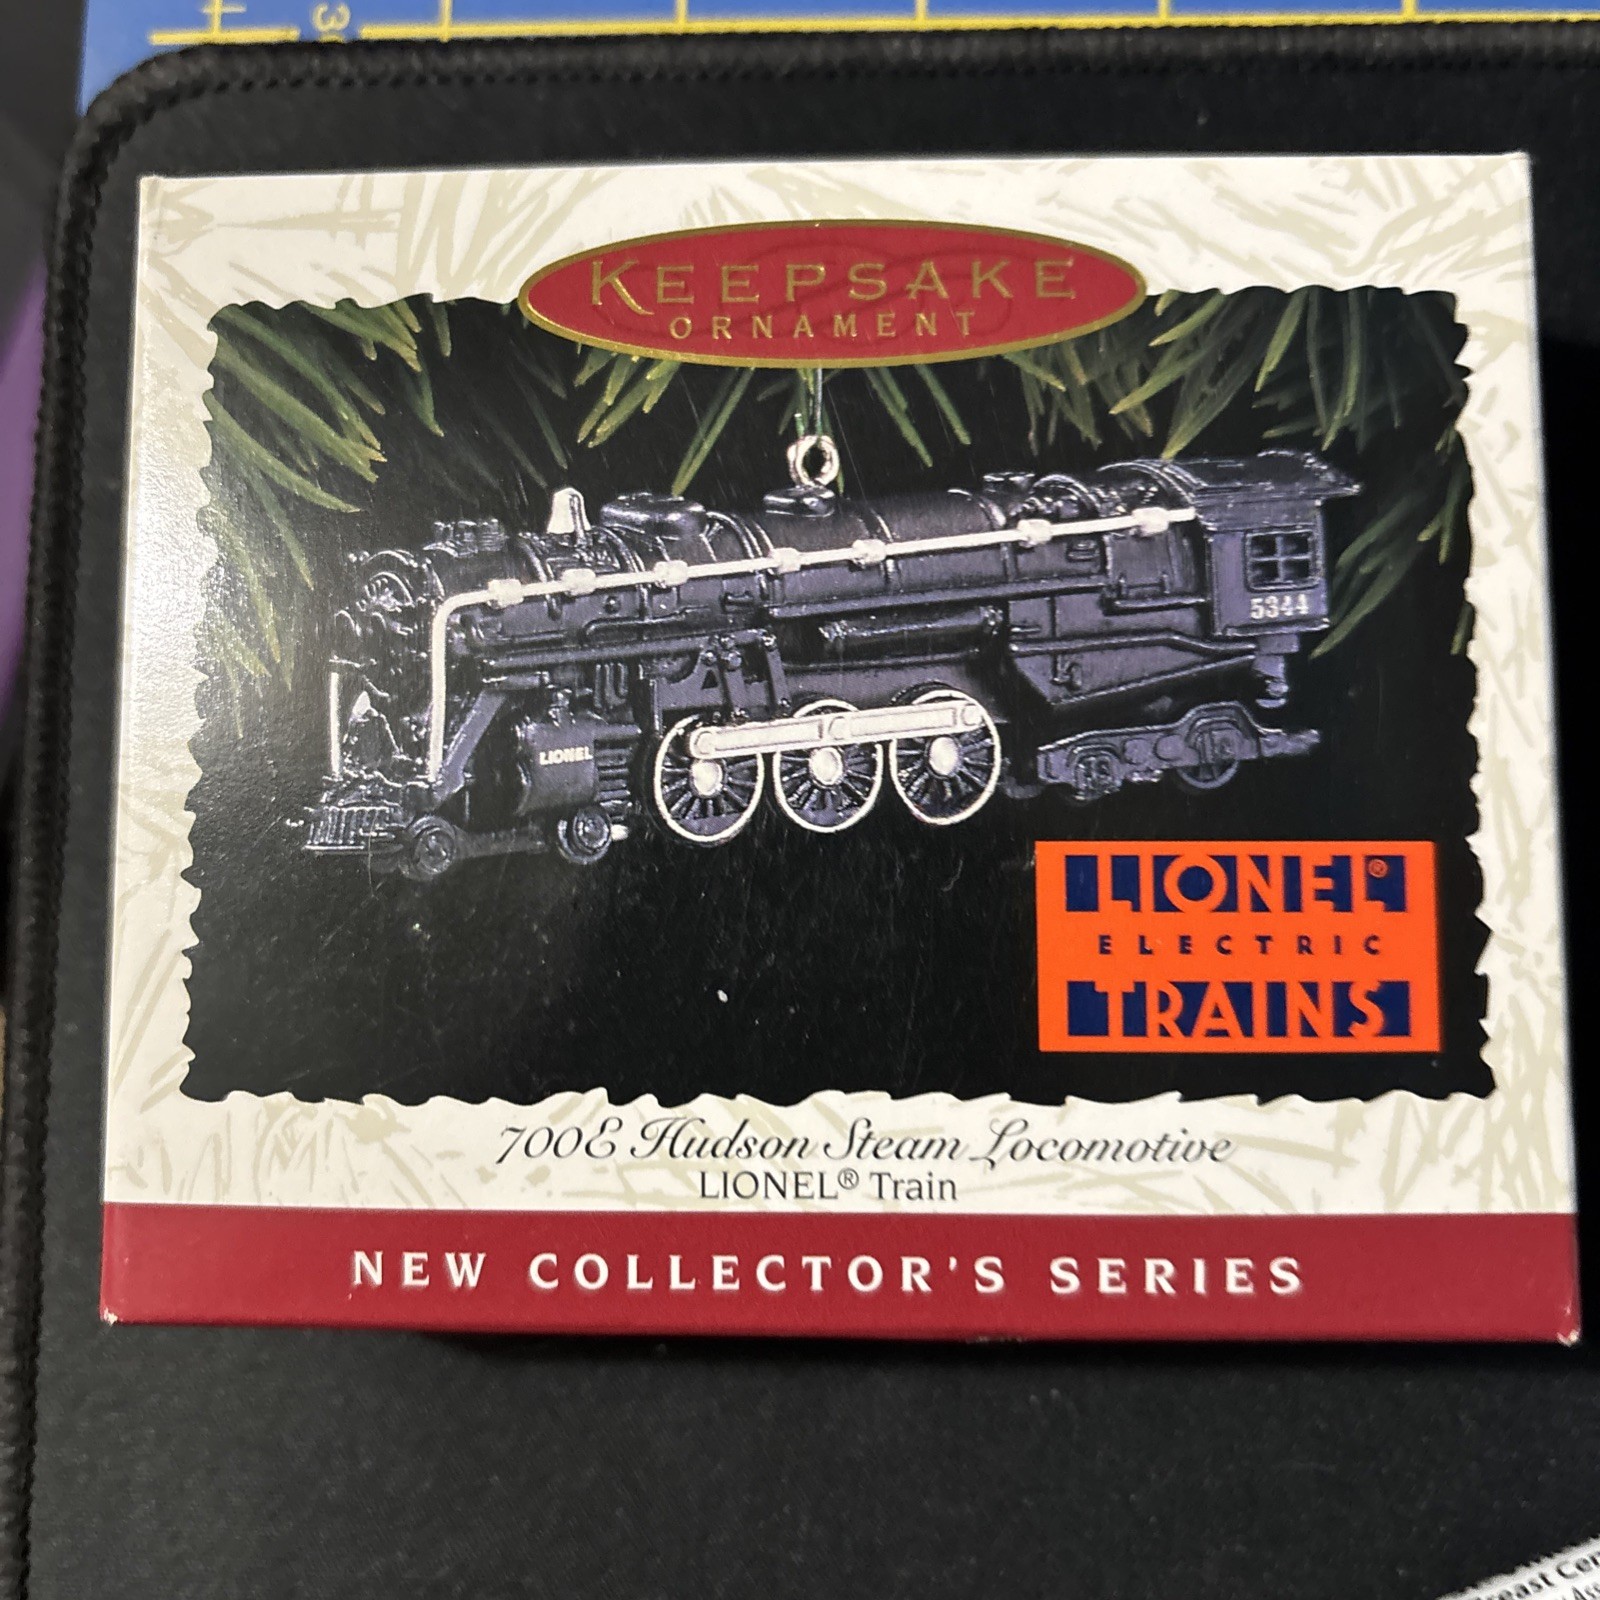 KEEPSAKE
ORNAMENT
5344
LIONEL
LIONEL®
ELECTRIC
TRAINS
700E Hudson Steam Locomotive
LIONEL® Train
NEW COLLECTOR'S SERIES